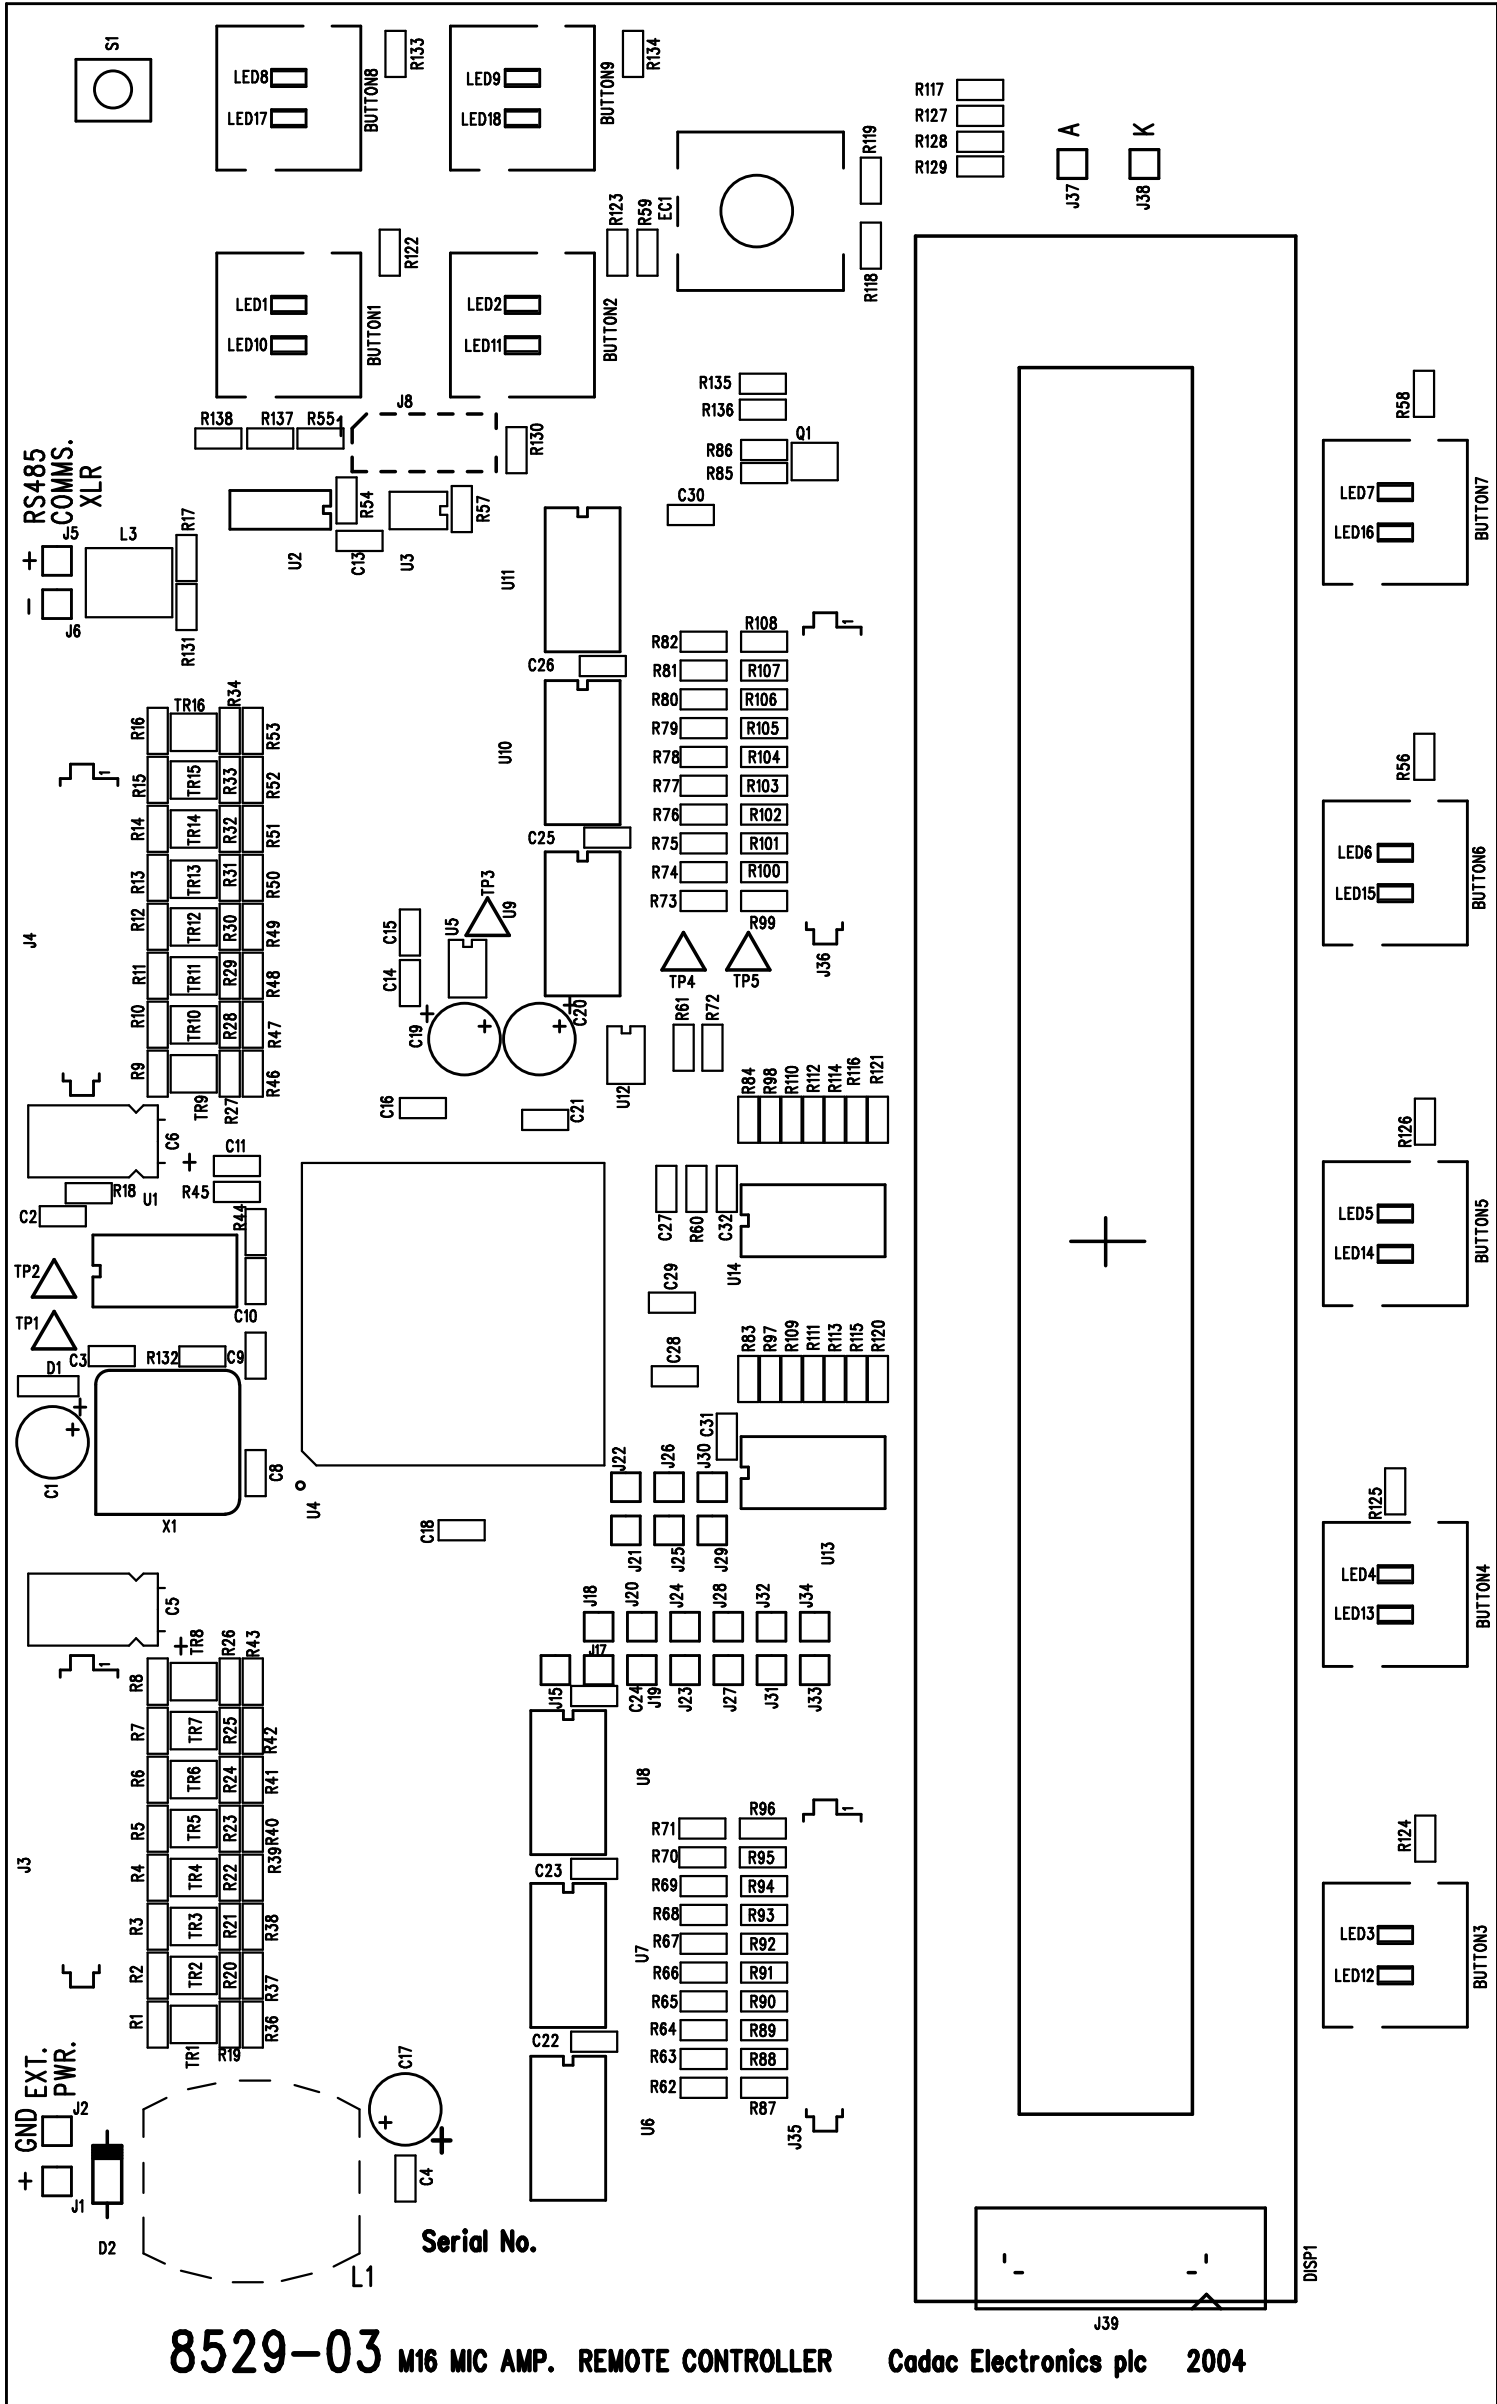 S1
LED8
LED17
BUTTON8
R133
LED9
LED18
BUTTON9
R134
R117
R127
R128
R129
A
K
J37
J38
R119
EC1
R118
R123
R59
R122
LED1
LED10
BUTTON1
LED2
LED11
BUTTON2
R135
R136
R86
R85
Q1
C30
R138
R137
R55
1
J8
R130
R58
RS485
COMMS.
XLR
J5
+
-
J6
L3
R17
R131
U2
R54
C13
U3
R57
U11
LED7
LED16
BUTTON7
C26
R82
R108
1
R81
R107
R80
R106
R79
R105
R78
R104
R77
R103
R76
R102
R75
R101
R74
R100
R73
R99
J36
U10
C25
TP3
U9
U5
C15
C14
+
C19
+
+
+
C20
TP4
TP5
R61
R72
U12
C16
C21
R56
LED6
LED15
BUTTON6
R16
TR16
R34
R53
1
R15
TR15
R33
R52
R14
TR14
R32
R51
R13
TR13
R31
R50
R12
TR12
R30
R49
J4
R11
TR11
R29
R48
R10
TR10
R28
R47
R9
TR9
R27
R46
C6
+
C11
R45
R18
U1
C2
R44
TP2
C10
TP1
C3
R132
C9
D1
+
+
C1
X1
C8
U4
C18
R84
R98
R110
R112
R114
R116
R121
C27
R60
C32
U14
C29
C28
R83
R97
R109
R111
R113
R115
R120
C31
U13
R126
LED5
LED14
BUTTON5
J22
J26
J30
J21
J25
J29
J18
J20
J24
J28
J32
J34
J17
J15
C24
J19
J23
J27
J31
J33
R125
LED4
LED13
BUTTON4
C5
+
1
R8
TR8
R26
R43
R7
TR7
R25
R42
R6
TR6
R24
R41
R5
TR5
R23
R40
J3
R4
TR4
R22
R39
R3
TR3
R21
R38
R2
TR2
R20
R37
R1
TR1
R19
R36
U8
C23
U7
C22
U6
R71
R96
1
R70
R95
R69
R94
R68
R93
R67
R92
R66
R91
R65
R90
R64
R89
R63
R88
R62
R87
J35
R124
LED3
LED12
BUTTON3
EXT.
PWR.
GND
J2
+
J1
D2
L1
C17
+
+
C4
Serial No.
DISP1
J39
8529-03 M16 MIC AMP. REMOTE CONTROLLER Cadac Electronics plc 2004